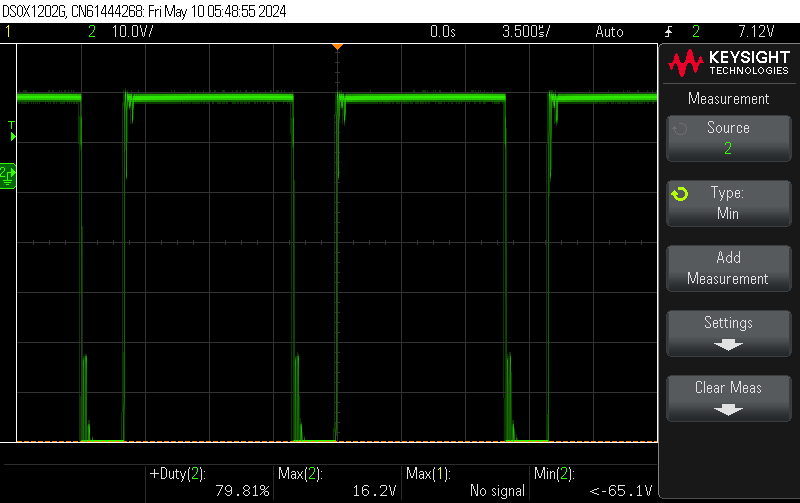 DSOX1202G, CN61444268: Fri May 10 05:48:55 2024
1 2 10.0V/ 0.0s 3.500s/ Auto 2 7.12V
KEYSIGHT
TECHNOLOGIES
Measurement
Source
2
Type:
Min
Add
Measurement
Settings
Clear Meas
T
2
+Duty(2): Max(2): Max(1): Min(2):
79.81% 16.2V No signal <-65.1V